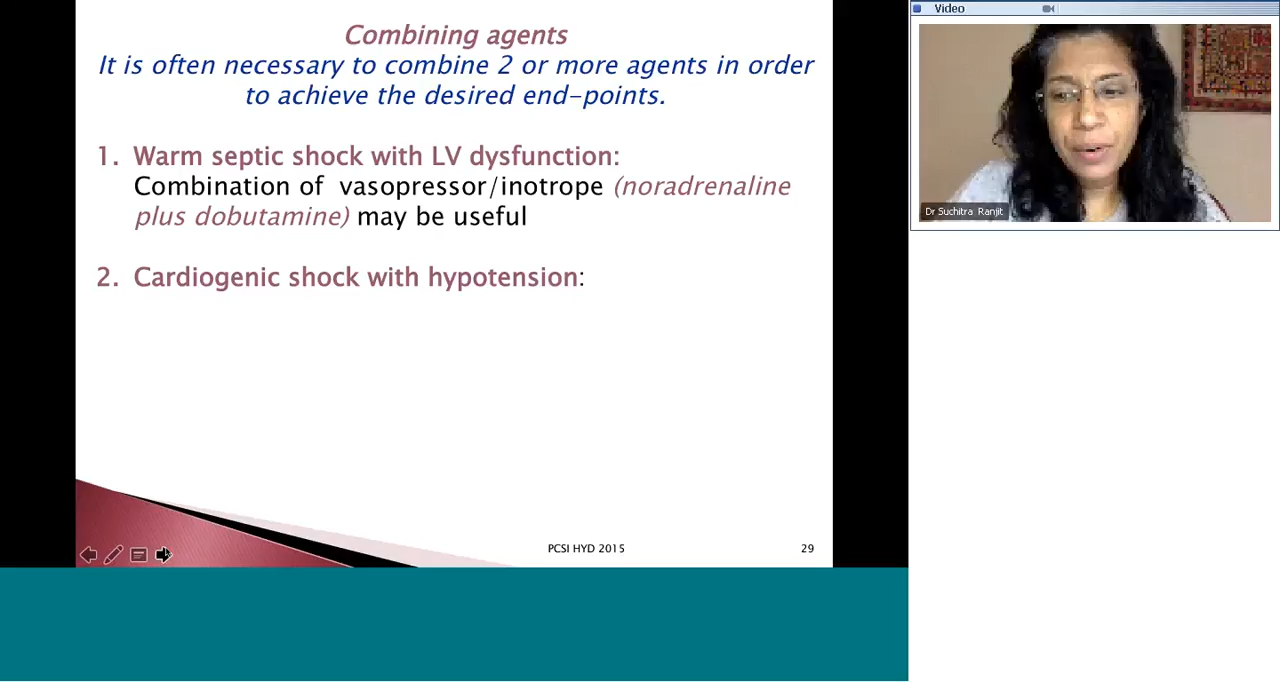 Combining agents
It is often necessary to combine 2 or more agents in order
to achieve the desired end-points.
1. Warm septic shock with LV dysfunction:
Combination of vasopressor/inotrope (noradrenaline
plus dobutamine) may be useful
2. Cardiogenic shock with hypotension:
PCSI HYD 2015
29
Video
Dr Suchitra Ranjit